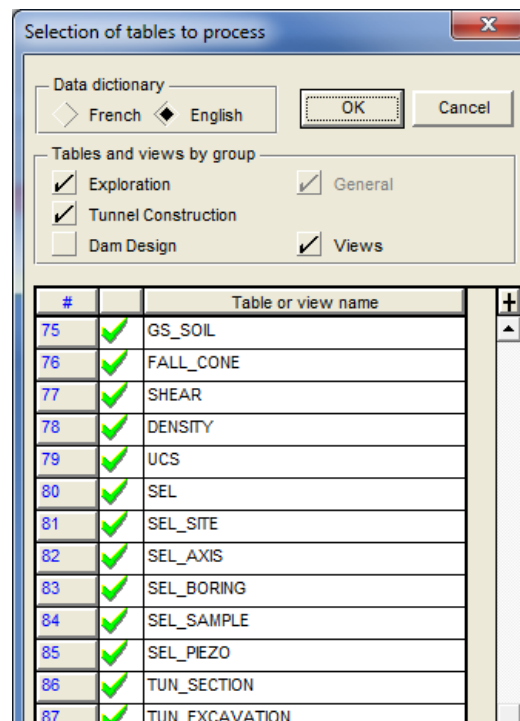 Selection of tables to process
x
Data dictionary
French English OK Cancel
Tables and views by group
Exploration General
Tunnel Construction
Dam Design Views
# Table or view name +
75 GS_SOIL
76 FALL_CONE
77 SHEAR
78 DENSITY
79 UCS
80 SEL
81 SEL_SITE
82 SEL_AXIS
83 SEL_BORING
84 SEL_SAMPLE
85 SEL_PIEZO
86 TUN_SECTION
87 TUN_EXCAVATION